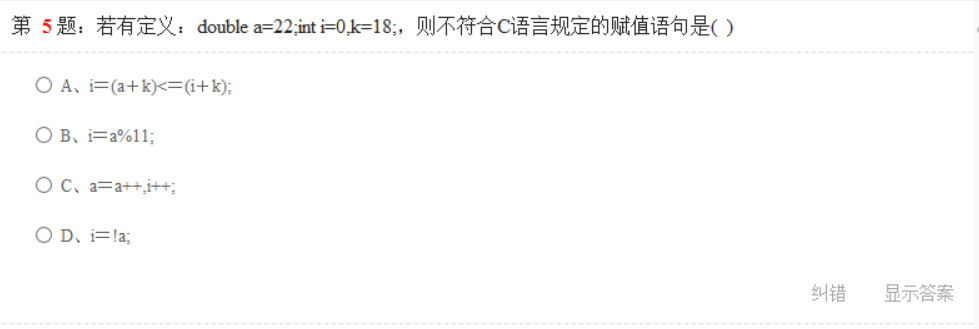 第 5 题：若有定义：double a=22;int i=0,k=18;，则不符合C语言规定的赋值语句是( )
A、i＝(a＋k)<＝(i＋k);
B、i＝a%11;
C、a＝a++,i++;
D、i＝!a;
纠错 显示答案